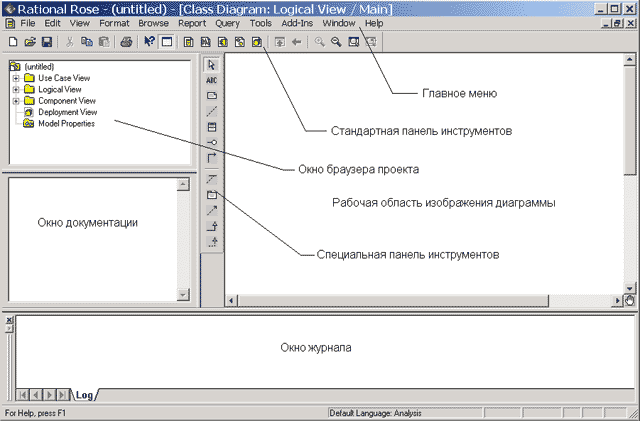 Rational Rose - (untitled) - [Class Diagram: Logical View / Main]
File Edit View Format Browse Report Query Tools Add-Ins Window Help
(untitled)
Use Case View
Logical View
Component View
Deployment View
Model Properties
ABC
Главное меню
Стандартная панель инструментов
Окно браузера проекта
Рабочая область изображения диаграммы
Окно документации
Специальная панель инструментов
Окно журнала
Log
For Help, press F1
Default Language: Analysis